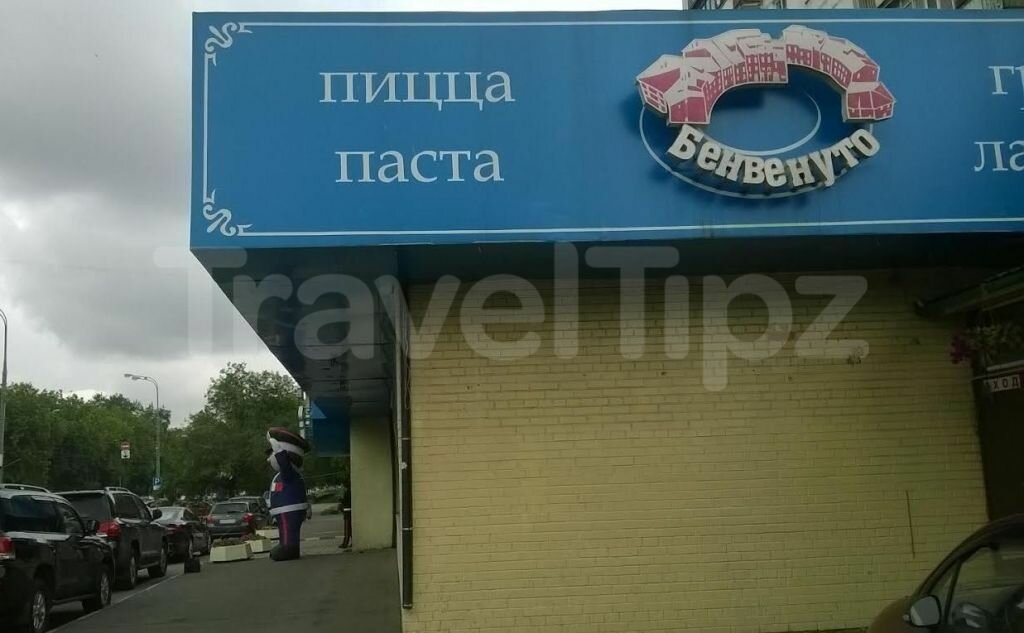 пицца
паста
Бенвенуто
TravelTipz